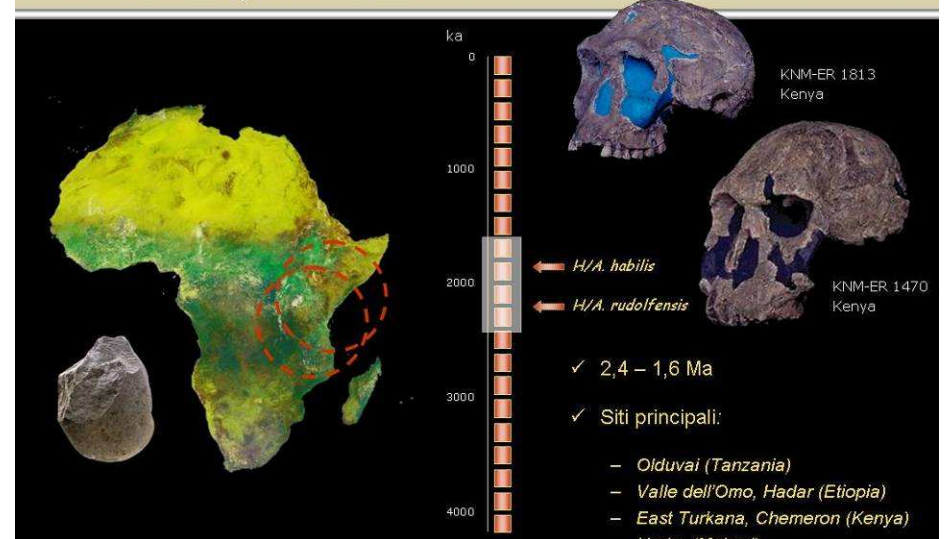 ka
0
1000
2000
3000
4000
KNM-ER 1813
Kenya
H/A. habilis
H/A. rudolfensis
KNM-ER 1470
Kenya
✓ 2,4 – 1,6 Ma
✓ Siti principali:
– Olduvai (Tanzania)
– Valle dell'Omo, Hadar (Etiopia)
– East Turkana, Chemeron (Kenya)